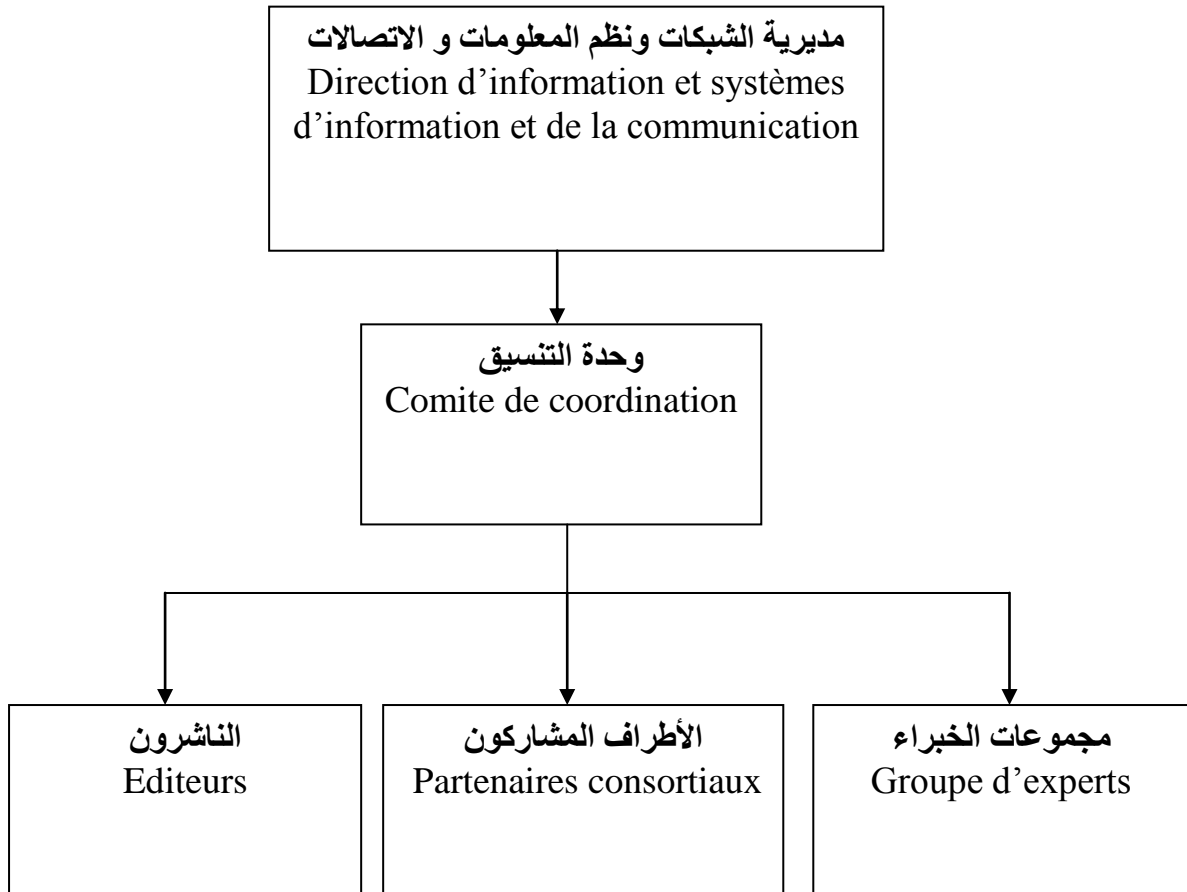 مديرية الشبكات ونظم المعلومات و الاتصالات
Direction d’information et systèmes
d’information et de la communication
وحدة التنسيق
Comite de coordination
الناشرون
Editeurs
الأطراف المشاركون
Partenaires consortiaux
مجموعات الخبراء
Groupe d’experts